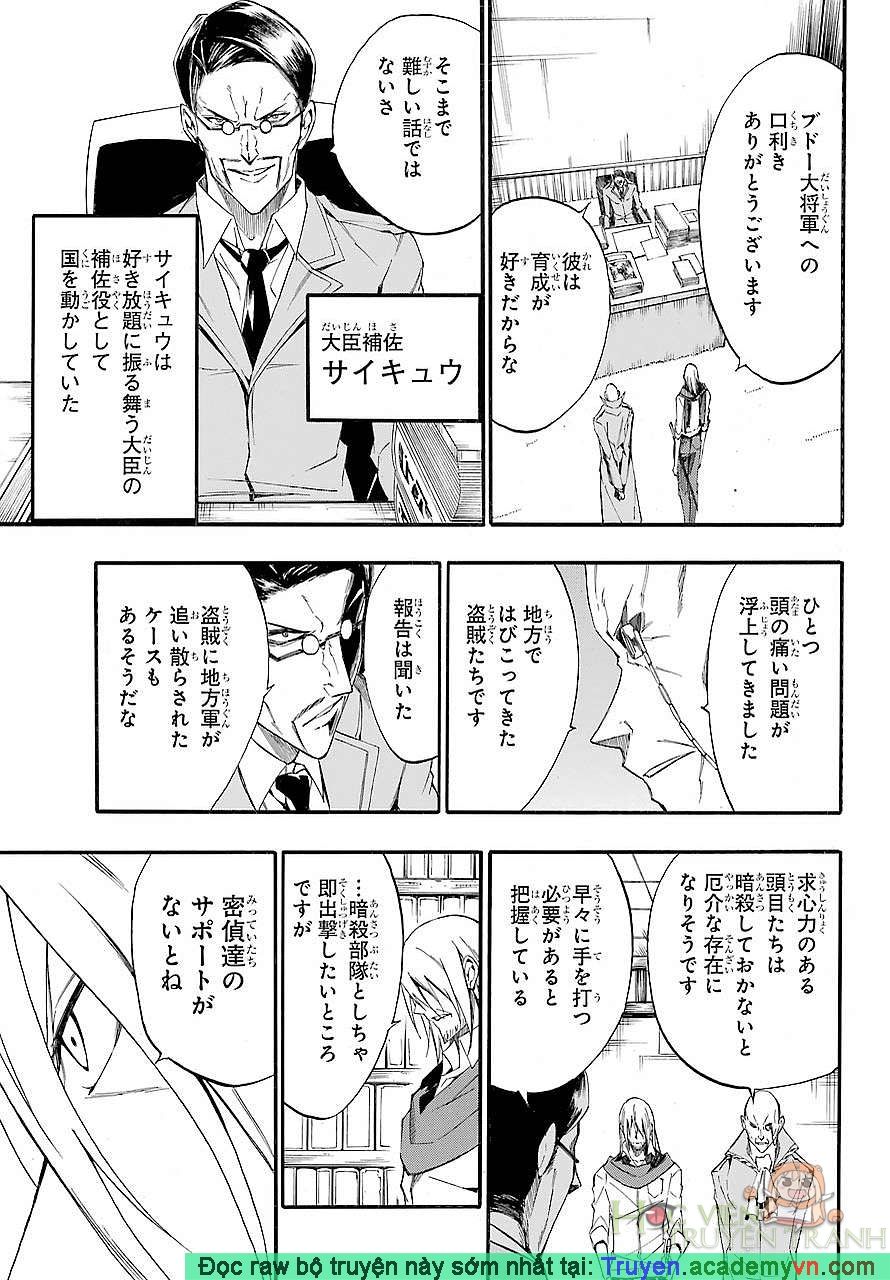 ブドー大将軍への
口利き
ありがとうございます
彼は
育成が
好きだからな
そこまで
難しい話では
ないさ
大臣補佐
サイキュウ
サイキュウは
好き放題に振る舞う大臣の
補佐役として
国を動かしていた
ひとつ
頭の痛い問題が
浮上してきました
地方で
はびこってきた
盗賊たちです
報告は聞いた
盗賊に地方軍が
追い散らされた
ケースも
あるそうだな
求心力のある
頭目たちは
暗殺しておかないと
厄介な存在に
なりそうです
早々に手を打つ
必要があると
把握している
…暗殺部隊としちゃ
即出撃したいところ
ですが
密偵達の
サポートが
ないとね
HỌC VIỆN
TRUYỆN TRANH
Đọc raw bộ truyện này sớm nhất tại: Truyen.academyvn.com